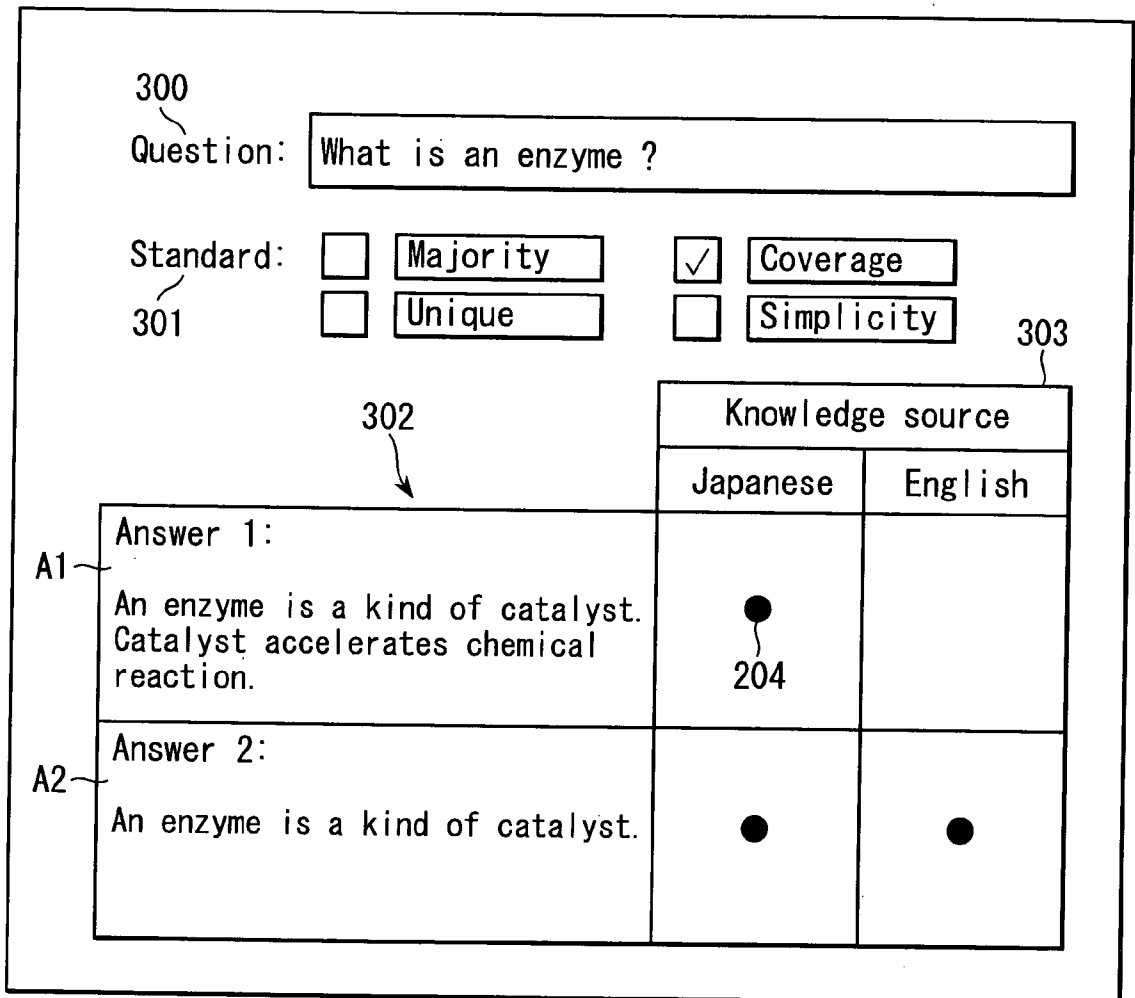 300
Question: What is an enzyme ?
Standard: Majority ✓ Coverage
301 Unique Simplicity
303
302 Knowledge source
Japanese English
Answer 1:
A1
An enzyme is a kind of catalyst.
Catalyst accelerates chemical
reaction.
204
Answer 2:
A2
An enzyme is a kind of catalyst.